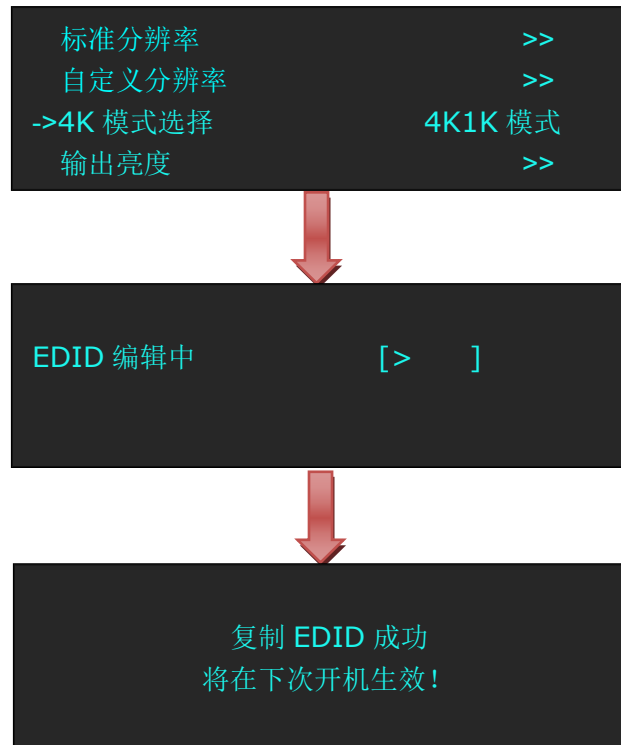 标准分辨率 >>
自定义分辨率 >>
->4K 模式选择 4K1K 模式
输出亮度 >>
EDID 编辑中 [> ]
复制 EDID 成功
将在下次开机生效！